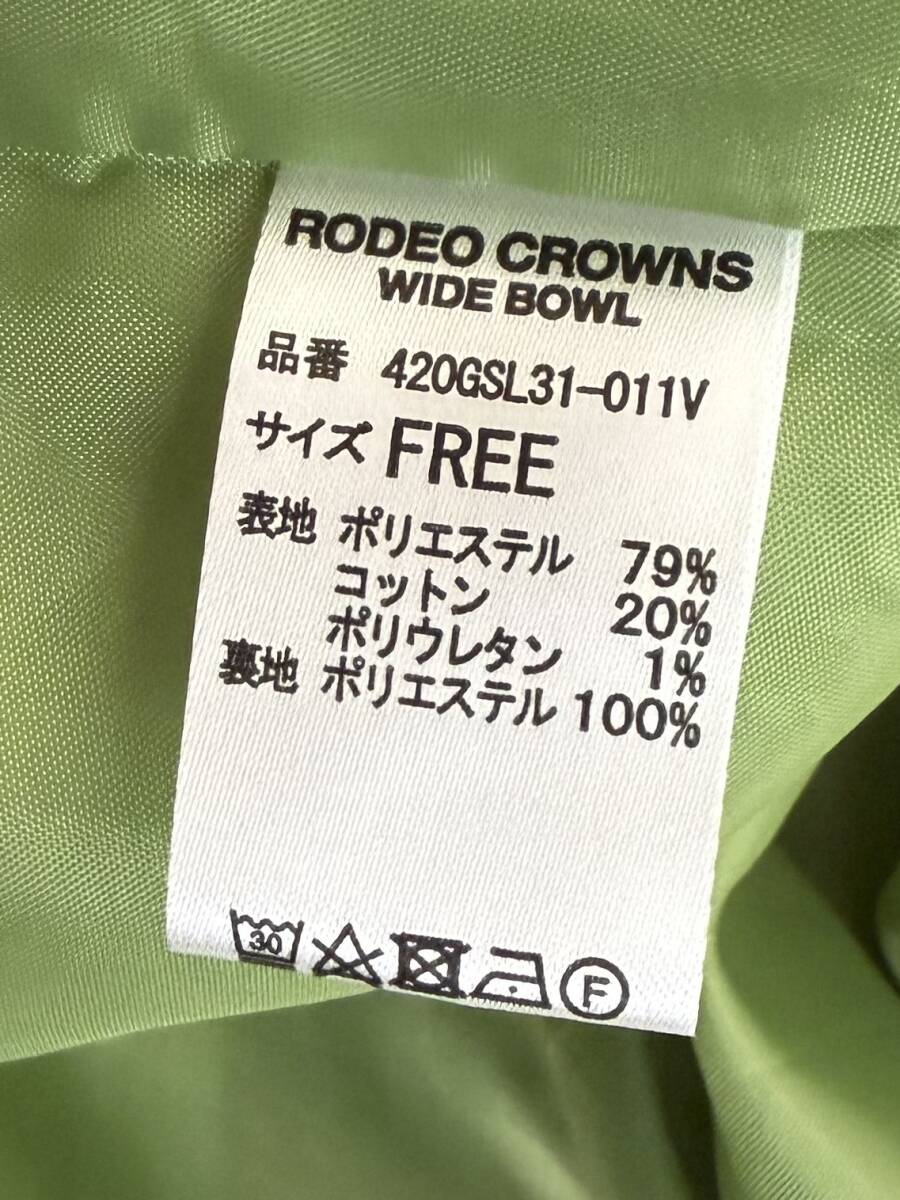 RODEO CROWNS
WIDE BOWL
品番 420GSL31-011V
サイズ FREE
表地 ポリエステル 79%
コットン 20%
ポリウレタン 1%
裏地 ポリエステル 100%
30 F